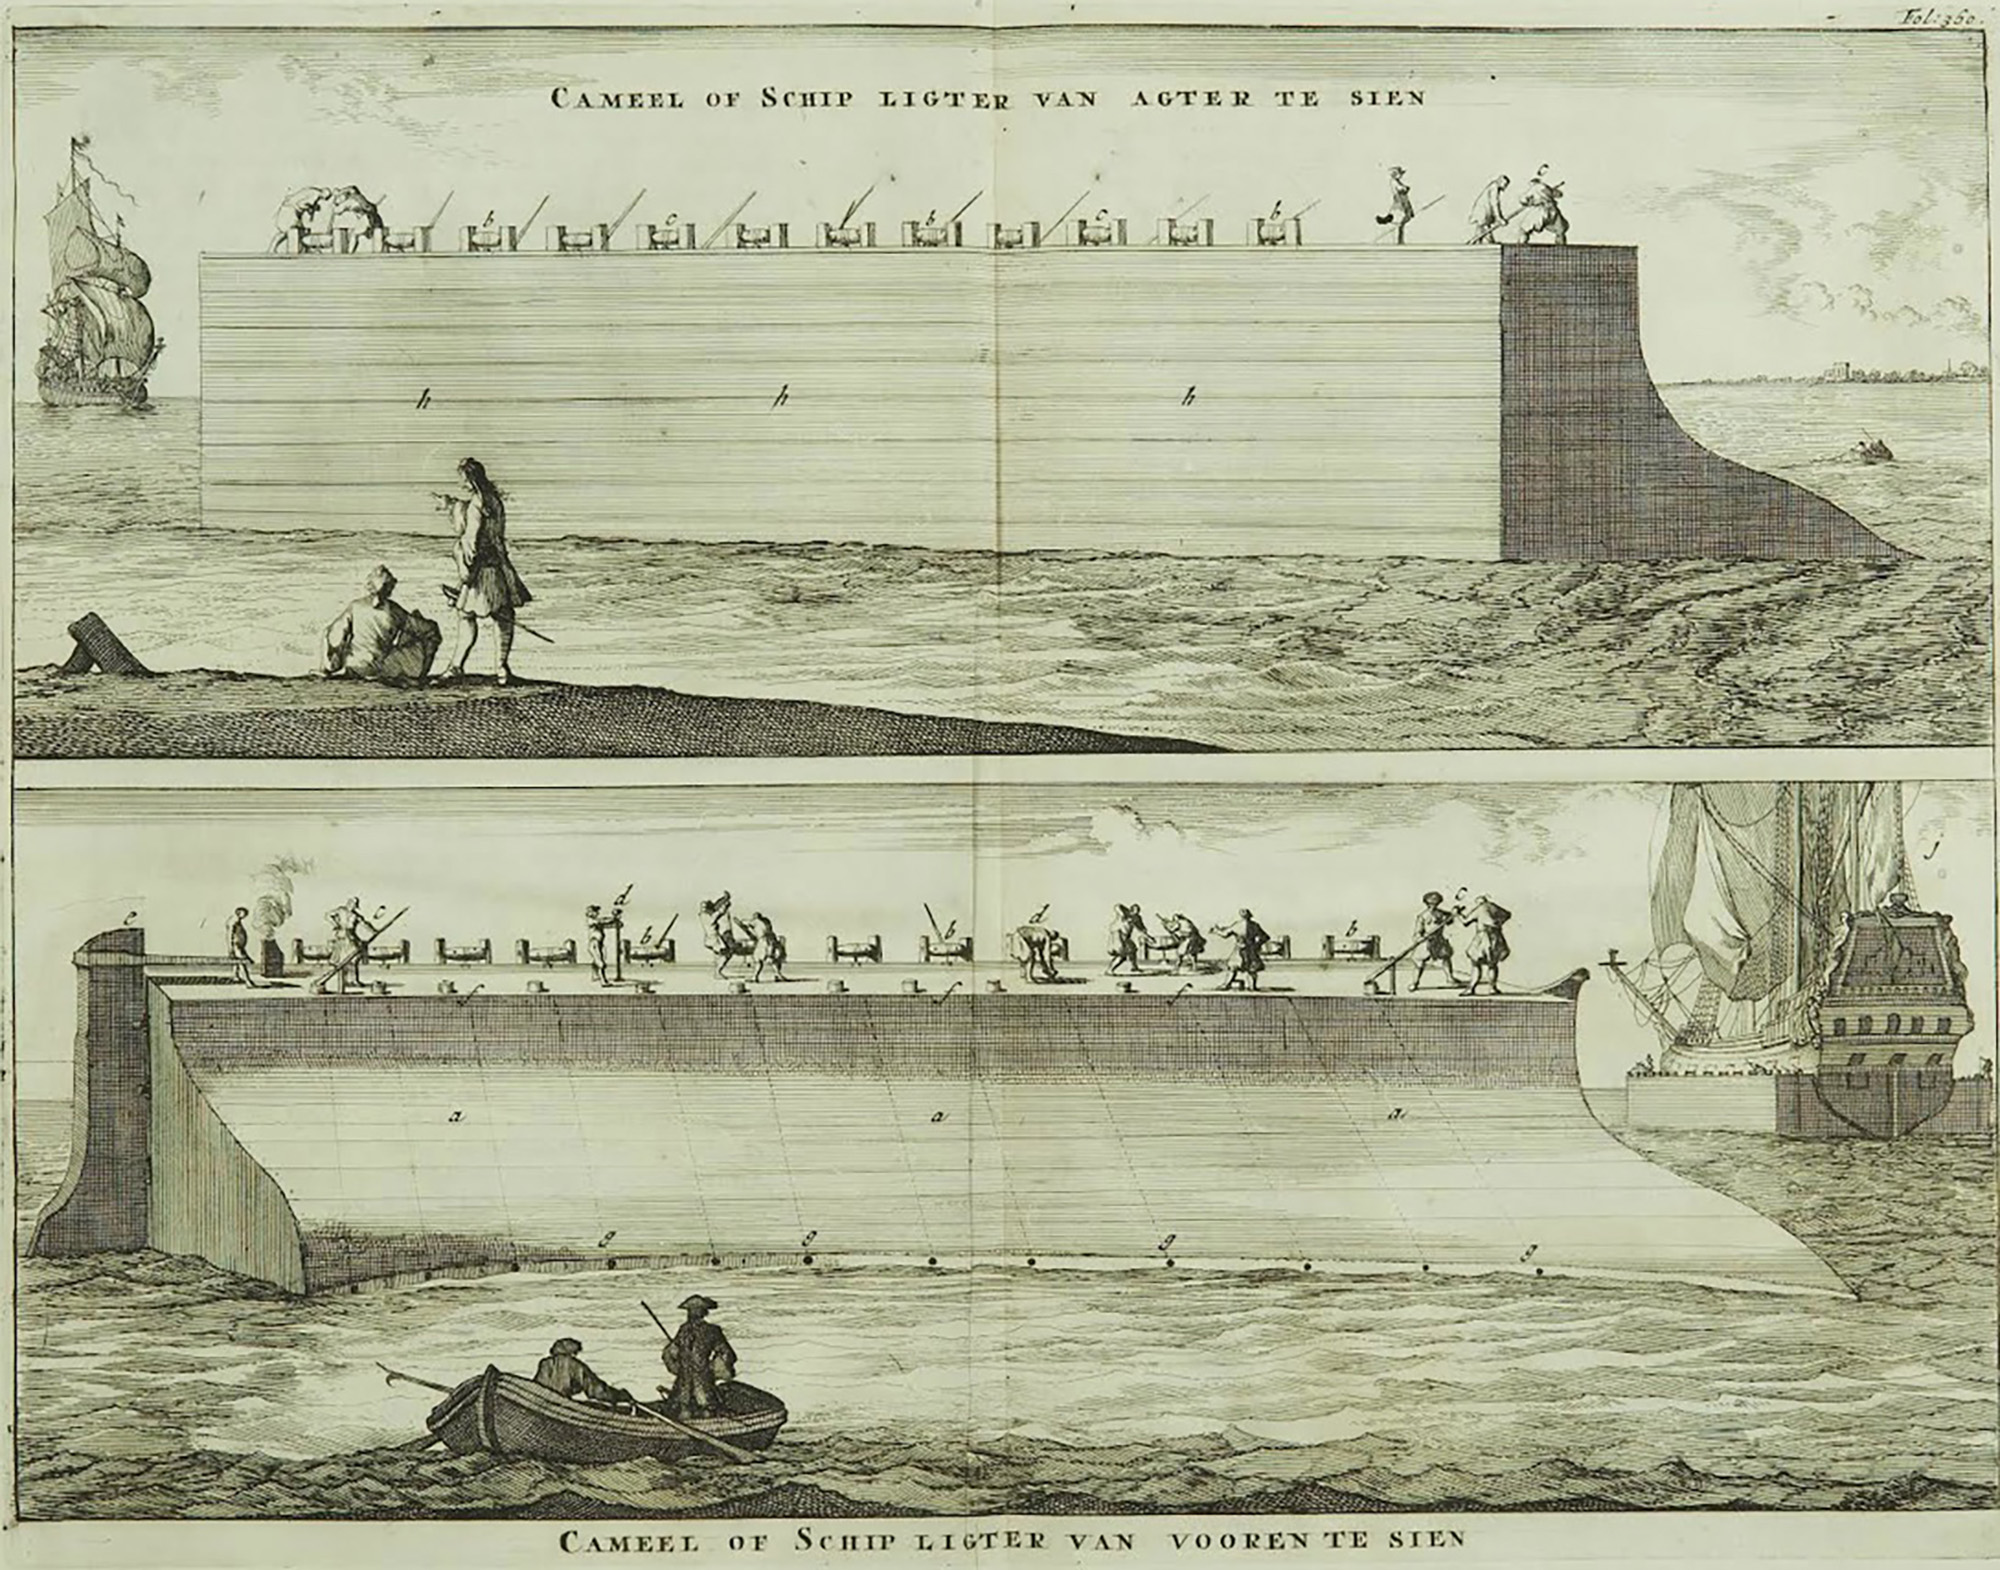 Fol: 360.
CAMEEL OF SCHIP LIGTER VAN AGTER TE SIEN
c
b c b c b
h h h
j
e c d b b d b c
f f f
a a a
g g g g
CAMEEL OF SCHIP LIGTER VAN VOOREN TE SIEN